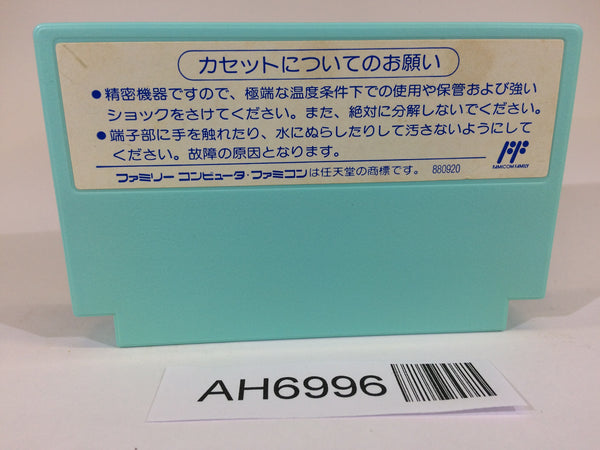 カセットについてのお願い
●精密機器ですので、極端な温度条件下での使用や保管および強い
ショックをさけてください。また、絶対に分解しないでください。
●端子部に手を触れたり、水にぬらしたりして汚さないようにして
ください。故障の原因となります。
ファミリー コンピュータ・ファミコンは任天堂の商標です。 880920
FAMICOM FAMILY
AH6996